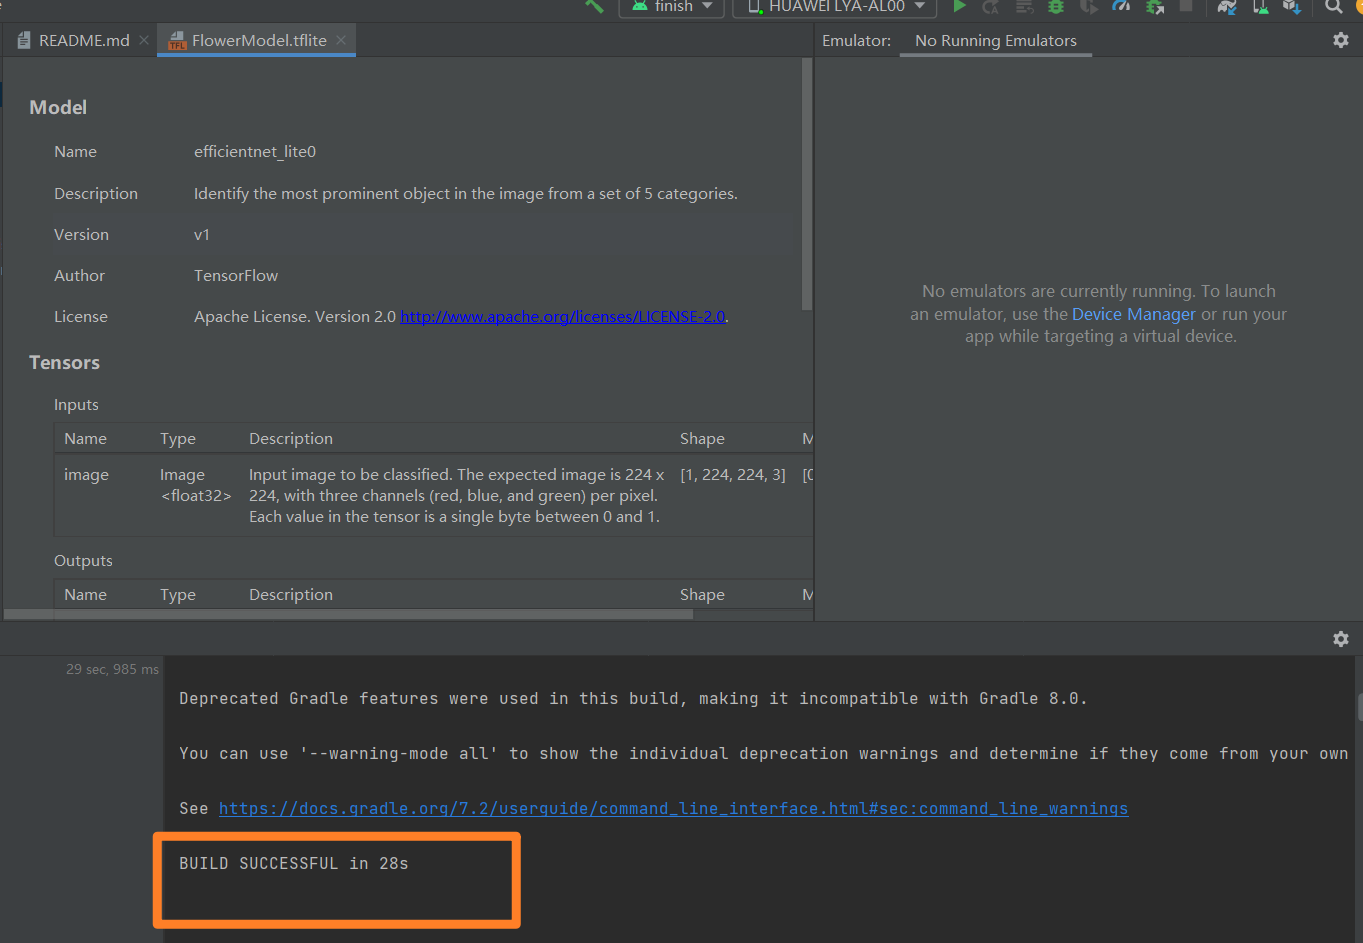 finish
HUAWEI LYA-AL00
README.md
TFL
FlowerModel.tflite
Emulator:
No Running Emulators
Model
Name efficientnet_lite0
Description Identify the most prominent object in the image from a set of 5 categories.
Version v1
Author TensorFlow
License Apache License. Version 2.0 http://www.apache.org/licenses/LICENSE-2.0.
Tensors
Inputs
Name Type Description Shape M
image Image Input image to be classified. The expected image is 224 x [1, 224, 224, 3] [0
<float32> 224, with three channels (red, blue, and green) per pixel.
Each value in the tensor is a single byte between 0 and 1.
Outputs
Name Type Description Shape M
No emulators are currently running. To launch
an emulator, use the Device Manager or run your
app while targeting a virtual device.
29 sec, 985 ms
Deprecated Gradle features were used in this build, making it incompatible with Gradle 8.0.
You can use '--warning-mode all' to show the individual deprecation warnings and determine if they come from your own
See https://docs.gradle.org/7.2/userguide/command_line_interface.html#sec:command_line_warnings
BUILD SUCCESSFUL in 28s